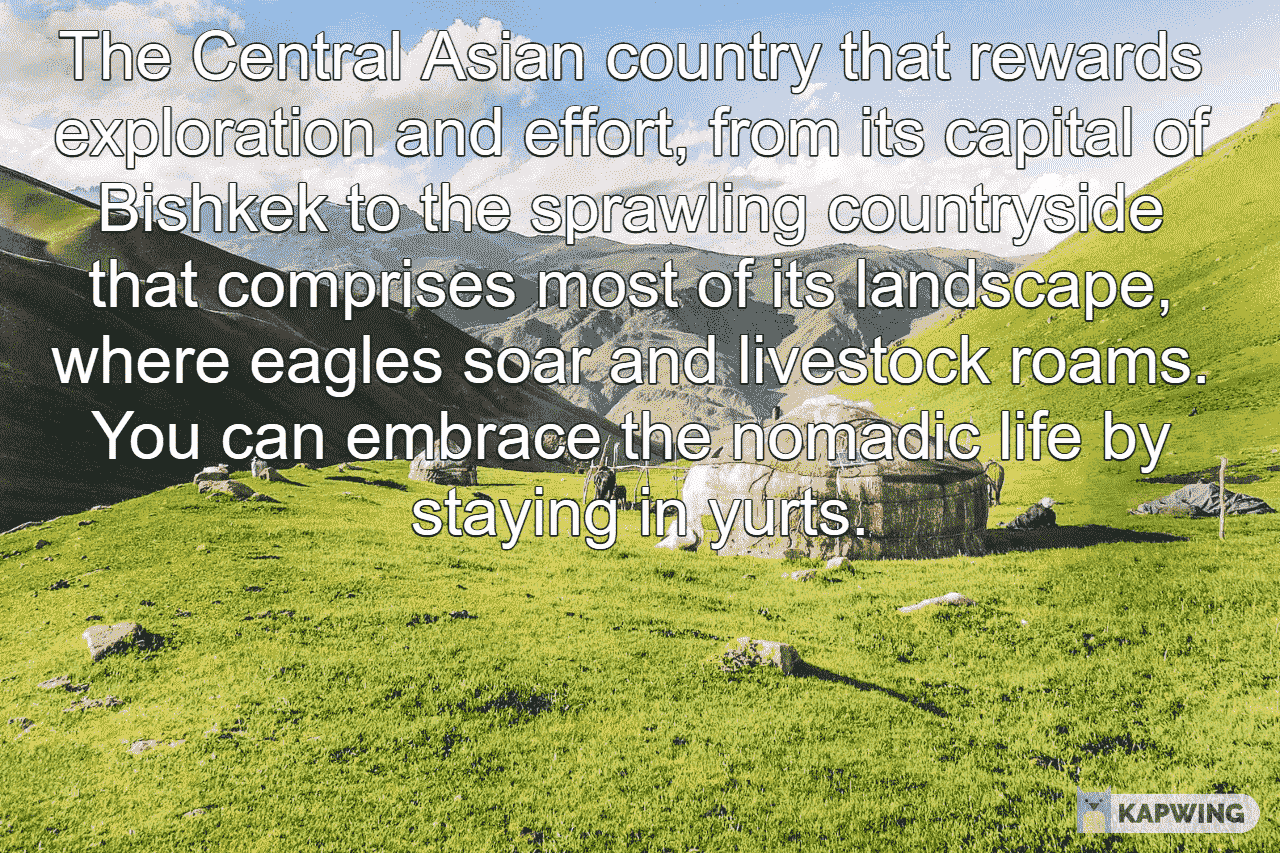 The Central Asian country that rewards
exploration and effort, from its capital of
Bishkek to the sprawling countryside
that comprises most of its landscape,
where eagles soar and livestock roams.
You can embrace the nomadic life by
staying in yurts.
KAPWING